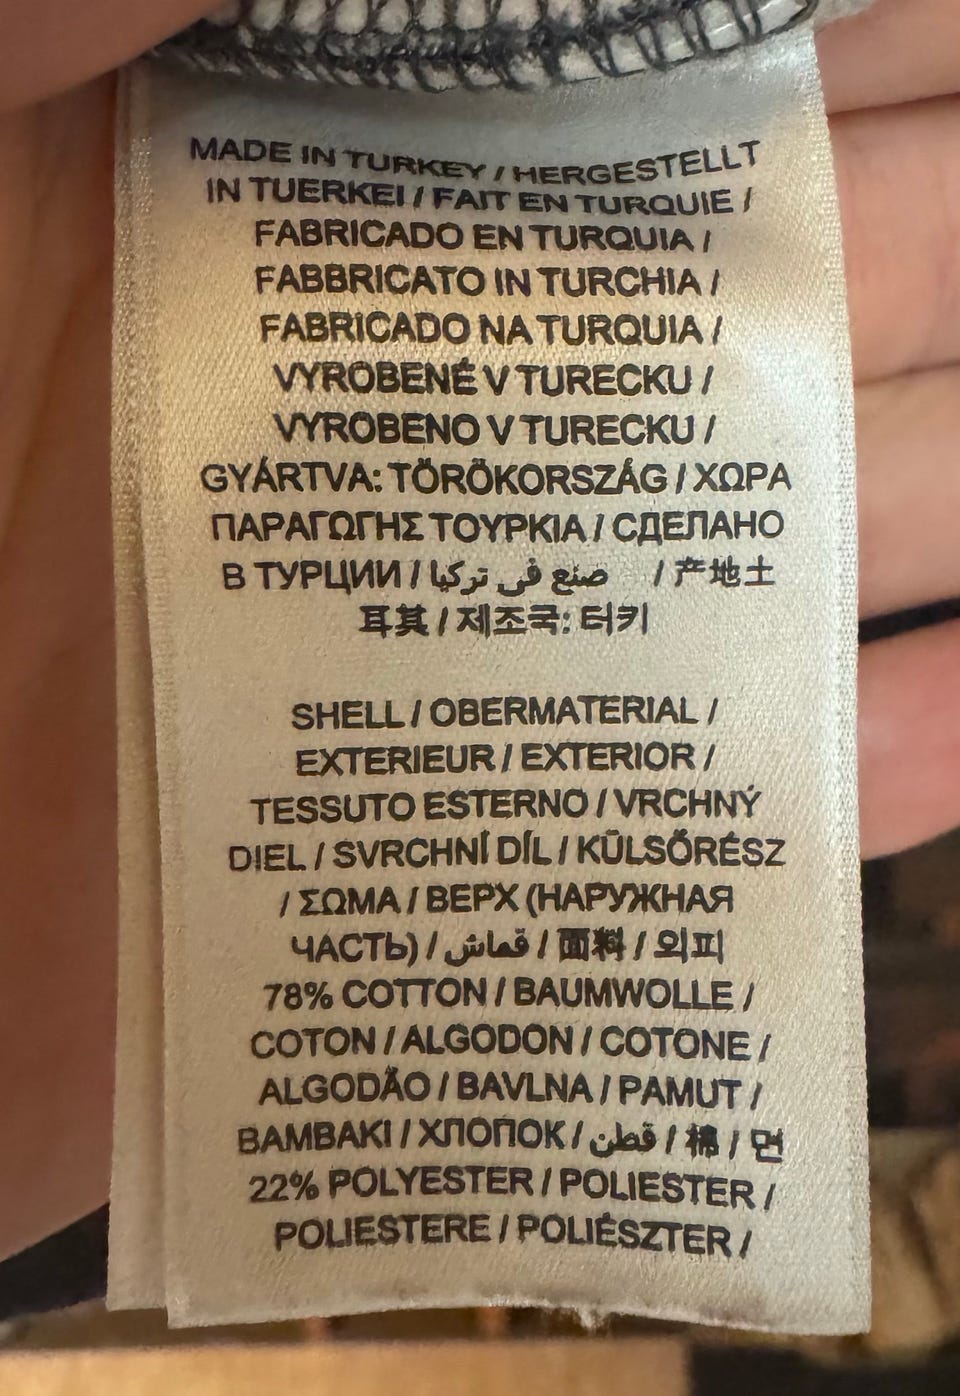 MADE IN TURKEY / HERGESTELLT
IN TUERKEI / FAIT EN TURQUIE /
FABRICADO EN TURQUIA /
FABBRICATO IN TURCHIA /
FABRICADO NA TURQUIA /
VYROBENÉ V TURECKU /
VYROBENO V TURECKU /
GYÁRTVA: TÖRÖKORSZÁG / ΧΩΡΑ
ΠΑΡΑΓΩΓΗΣ ΤΟΥΡΚΙΑ / СДЕЛАНО
В ТУРЦИИ / صنع في تركيا / 产地土
耳其 / 제조국: 터키
SHELL / OBERMATERIAL /
EXTERIEUR / EXTERIOR /
TESSUTO ESTERNO / VRCHNÝ
DIEL / SVRCHNÍ DÍL / KÜLSŐRÉSZ
/ ΣΩΜΑ / ВЕРХ (НАРУЖНАЯ
ЧАСТЬ) / قماش / 面料 / 외피
78% COTTON / BAUMWOLLE /
COTON / ALGODON / COTONE /
ALGODÃO / BAVLNA / PAMUT /
BAMBAKI / ХЛОПОК / قطن / 棉 / 면
22% POLYESTER / POLIESTER /
POLIESTERE / POLIÉSZTER /